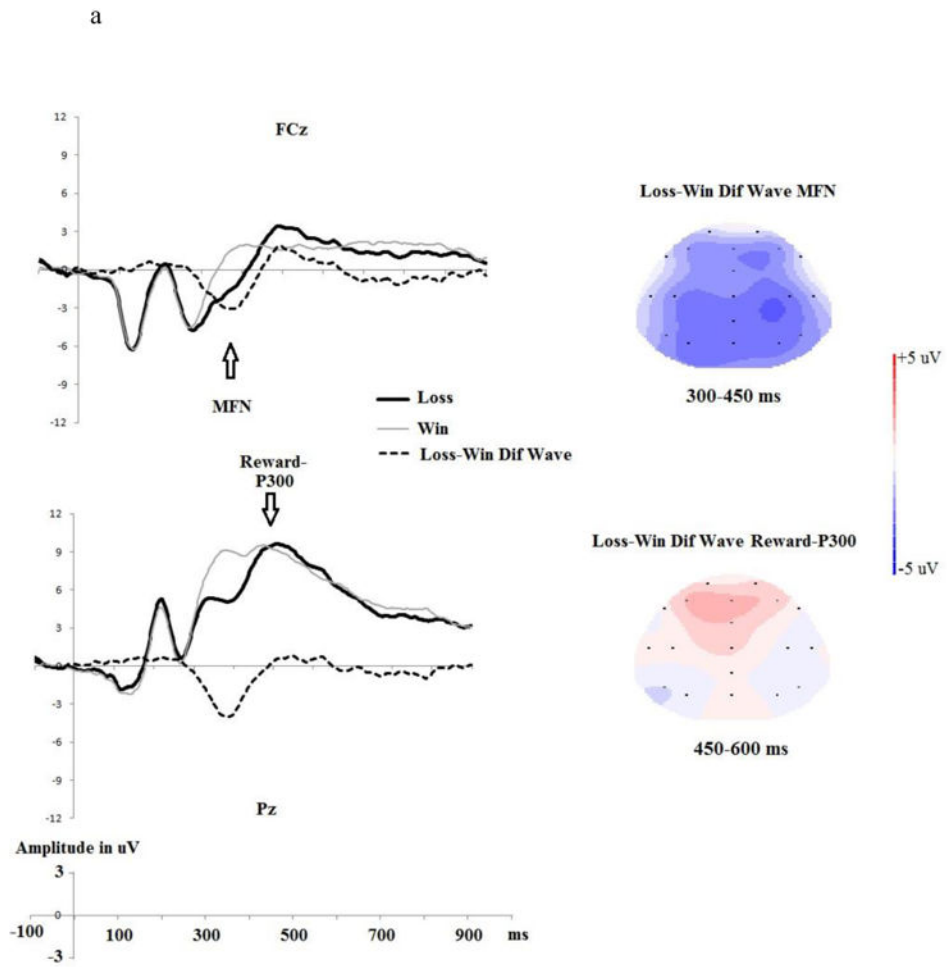 a
12
9
6
3
0
-3
-6
-9
-12
FCz
MFN
Loss-Win Dif Wave MFN
300-450 ms
+5 uV
-5 uV
Loss
Win
Loss-Win Dif Wave
Reward-
P300
12
9
6
3
0
-3
-6
-9
-12
Pz
Loss-Win Dif Wave Reward-P300
450-600 ms
Amplitude in uV
3
0
-3
-100 100 300 500 700 900 ms